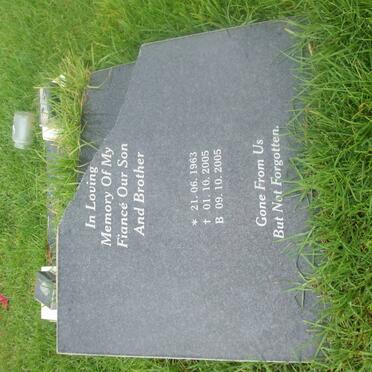 In Loving
Memory Of My
Fiancé Our Son
And Brother
* 21. 06. 1963
† 01. 10. 2005
B 09. 10. 2005
Gone From Us
But Not Forgotten.